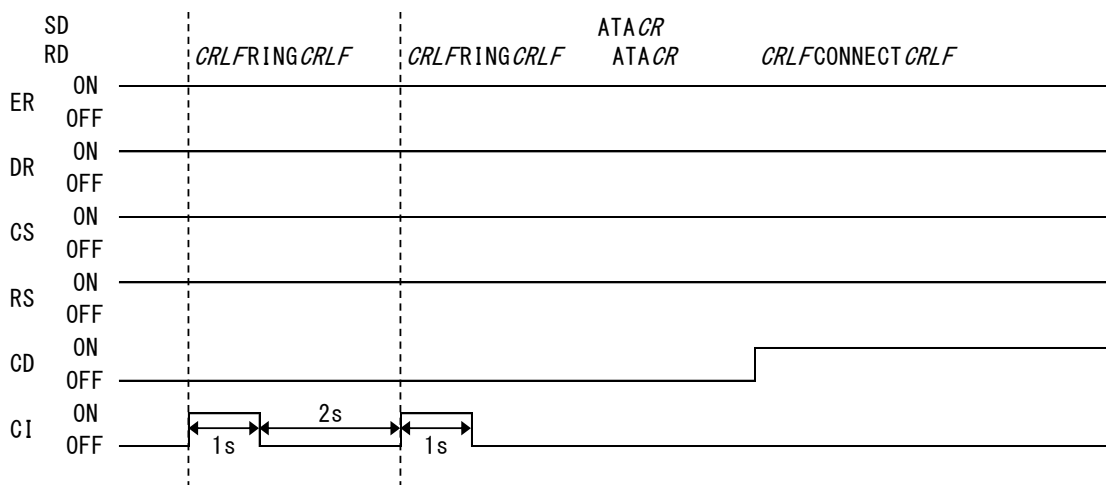 SD ATACR
RD CRLFRINGCRLF CRLFRINGCRLF ATACR CRLFCONNECTCRLF
ER ON
OFF
DR ON
OFF
CS ON
OFF
RS ON
OFF
CD ON
OFF
CI ON 2s
OFF 1s 1s